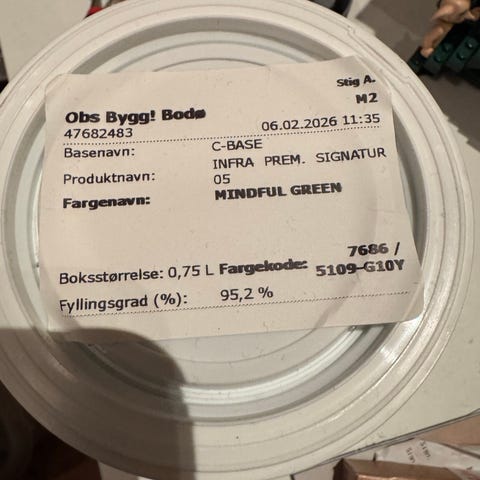 Stig A.
M2
Obs Bygg! Bodø
47682483 06.02.2026 11:35
Basenavn: C-BASE
Produktnavn: INFRA PREM. SIGNATUR
05
Fargenavn: MINDFUL GREEN
Boksstørrelse: 0,75 L Fargekode: 7686 /
5109-G10Y
Fyllingsgrad (%): 95,2 %